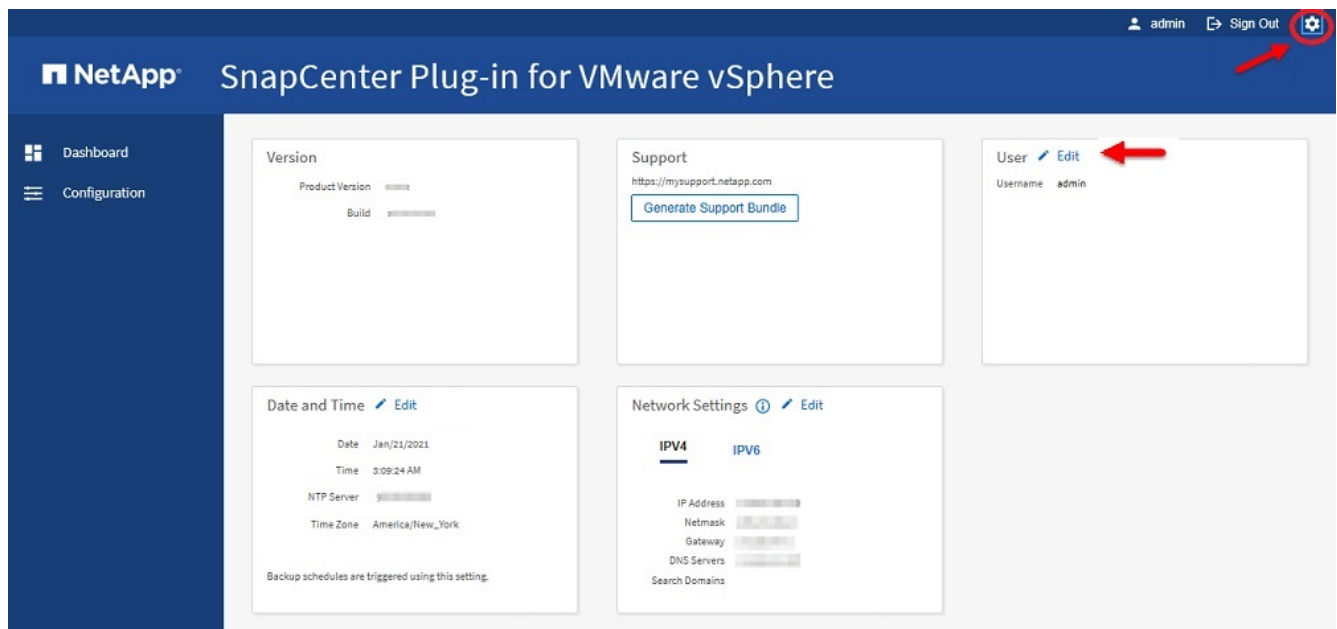 admin Sign Out
NetApp® SnapCenter Plug-in for VMware vSphere
Dashboard
Configuration
Version
Product Version
Build
Support
https://mysupport.netapp.com
Generate Support Bundle
User Edit
Username admin
Date and Time Edit
Date Jan/21/2021
Time 3:09:24 AM
NTP Server
Time Zone America/New_York
Backup schedules are triggered using this setting.
Network Settings Edit
IPV4 IPV6
IP Address
Netmask
Gateway
DNS Servers
Search Domains